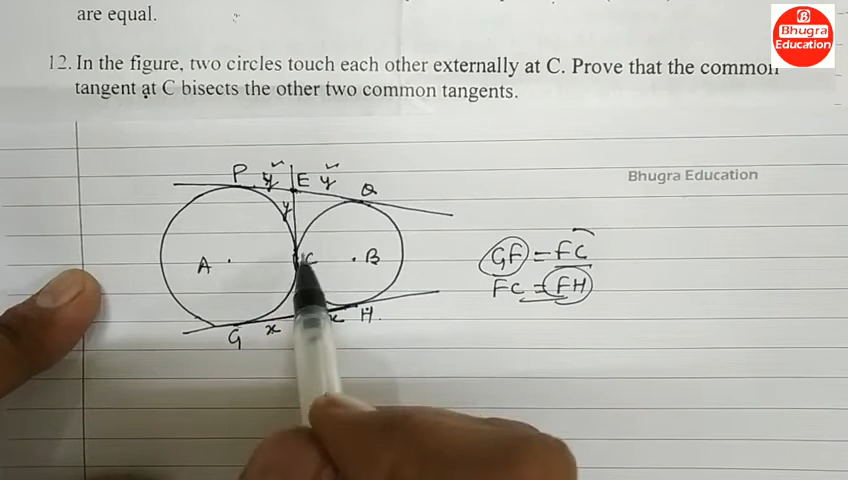 are equal.
Bhugra
Education
12. In the figure, two circles touch each other externally at C. Prove that the common
tangent at C bisects the other two common tangents.
Bhugra Education
P y E y Q
y
A C B
GF = FC
FC = FH
G x x H